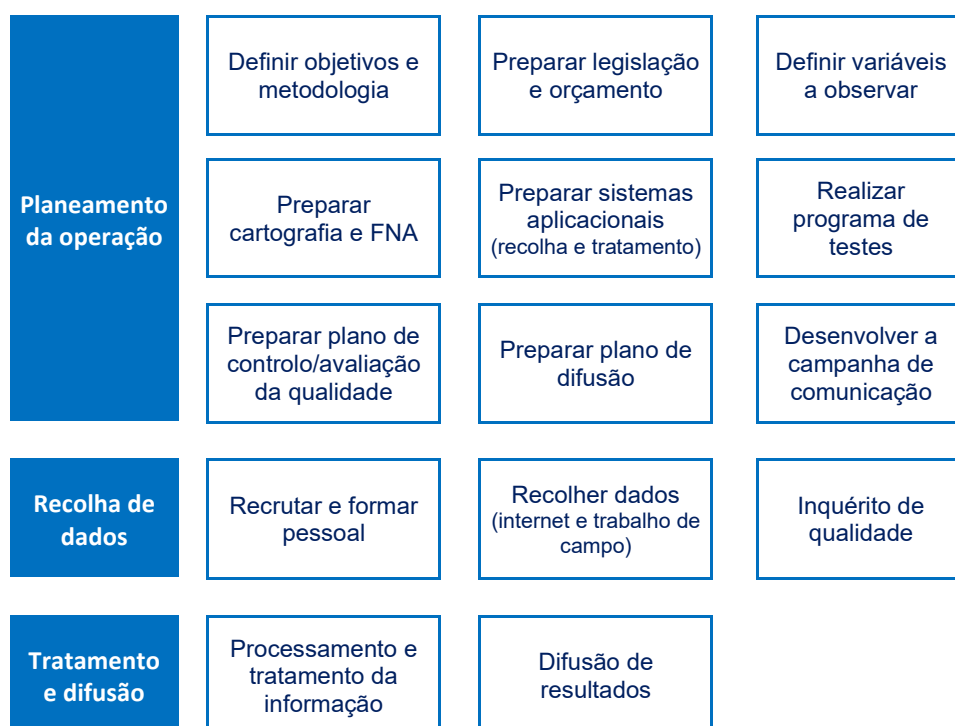 Planeamento
da operação
Definir objetivos e
metodologia
Preparar legislação
e orçamento
Definir variáveis
a observar
Preparar
cartografia e FNA
Preparar sistemas
aplicacionais
(recolha e tratamento)
Realizar
programa de
testes
Preparar plano de
controlo/avaliação
da qualidade
Preparar plano de
difusão
Desenvolver a
campanha de
comunicação
Recolha de
dados
Recrutar e formar
pessoal
Recolher dados
(internet e trabalho de
campo)
Inquérito de
qualidade
Tratamento
e difusão
Processamento e
tratamento da
informação
Difusão de
resultados